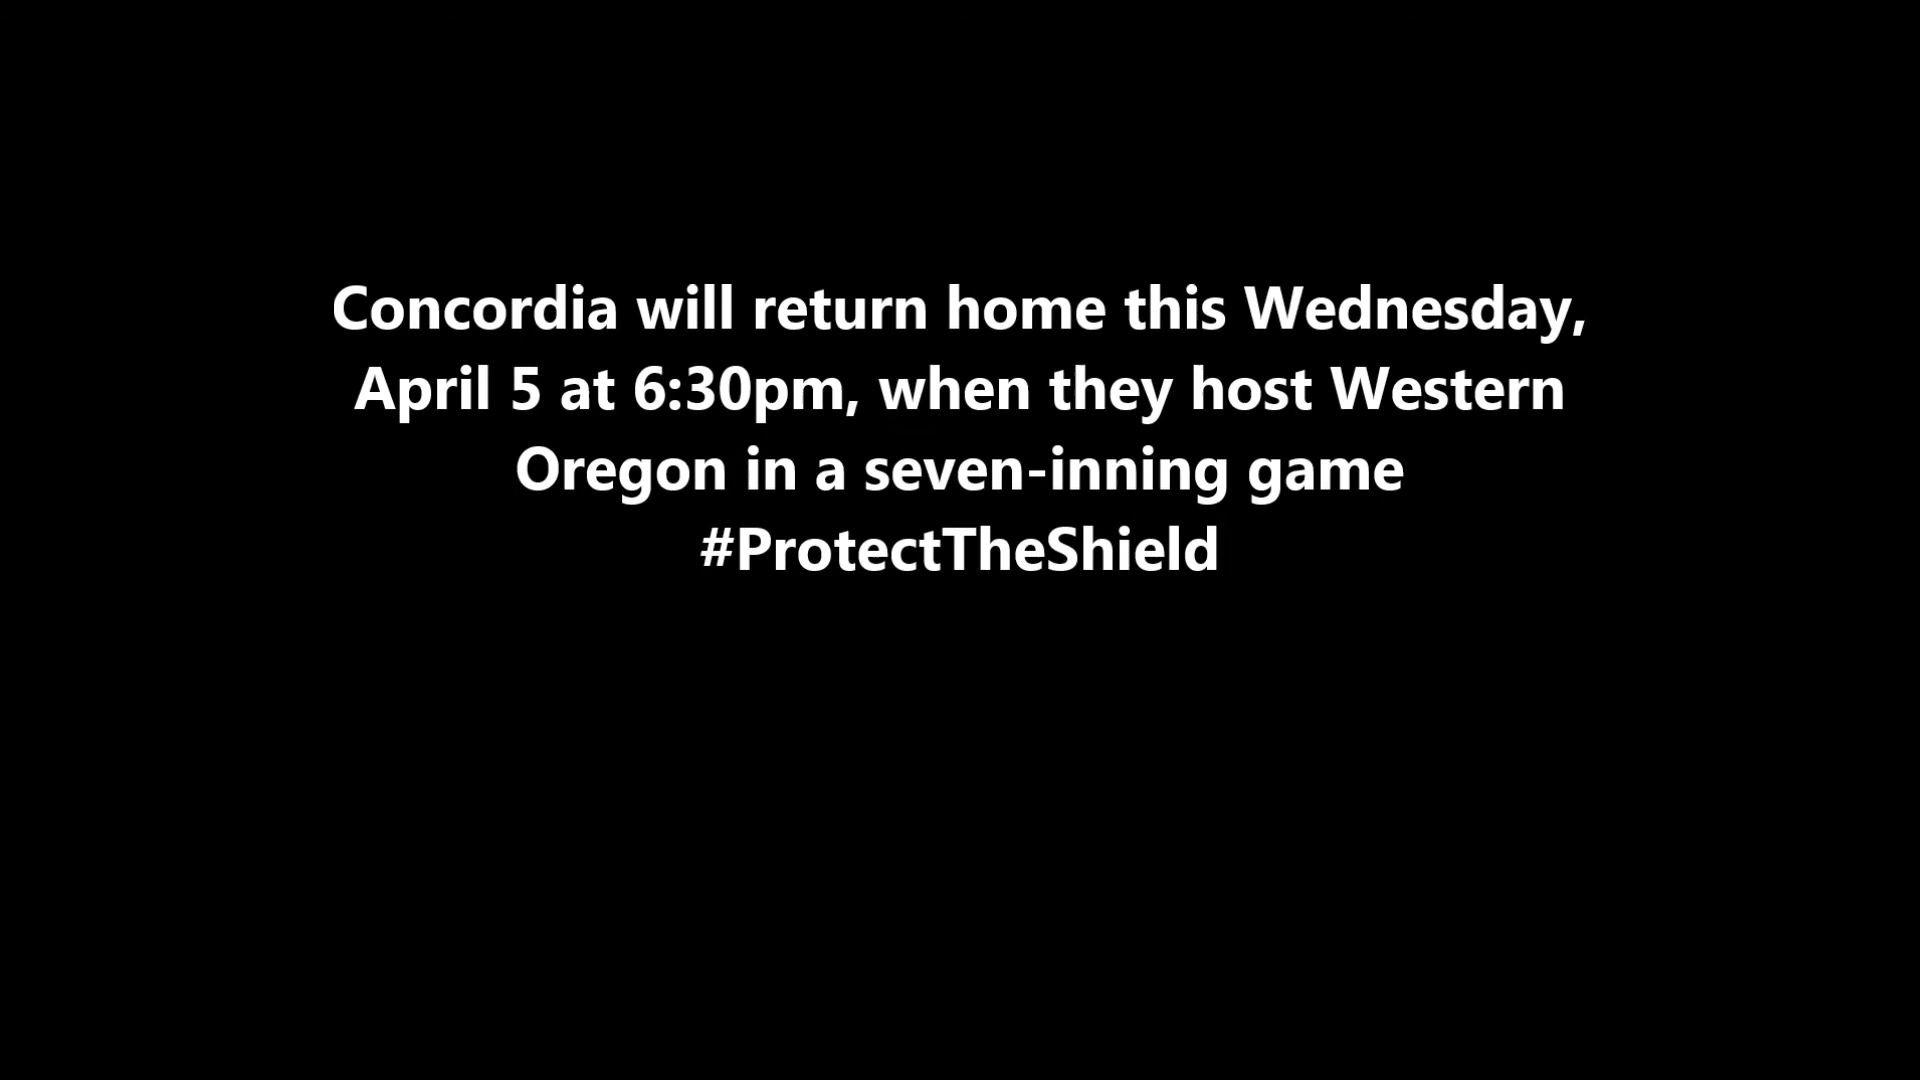 Concordia will return home this Wednesday,
April 5 at 6:30pm, when they host Western
Oregon in a seven-inning game
#ProtectTheShield